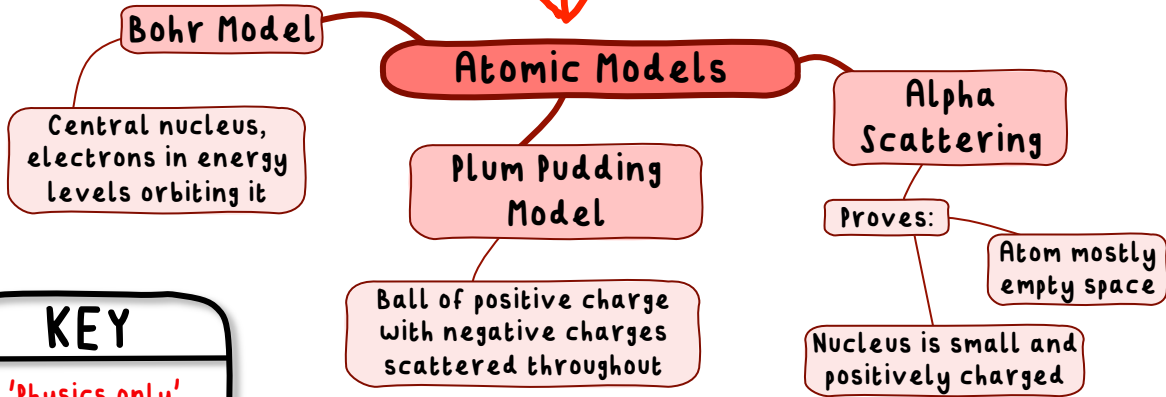 Bohr Model
Atomic Models
Alpha
Scattering
Central nucleus,
electrons in energy
levels orbiting it
Plum Pudding
Model
Proves:
Atom mostly
empty space
Ball of positive charge
with negative charges
scattered throughout
Nucleus is small and
positively charged
KEY
'Physics only'